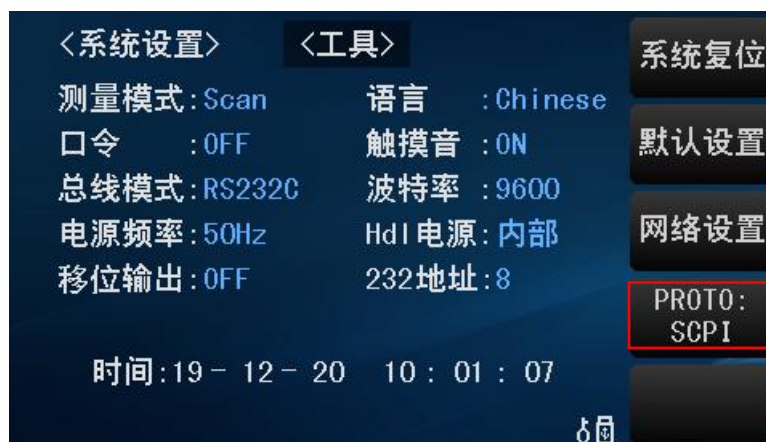 <系统设置> <工具>
测量模式:Scan 语言 :Chinese
口令 :OFF 触摸音 :ON
总线模式:RS232C 波特率 :9600
电源频率:50Hz Hdl电源:内部
移位输出:OFF 232地址:8
时间:19- 12- 20 10: 01 : 07
系统复位
默认设置
网络设置
PROTO:
SCPI